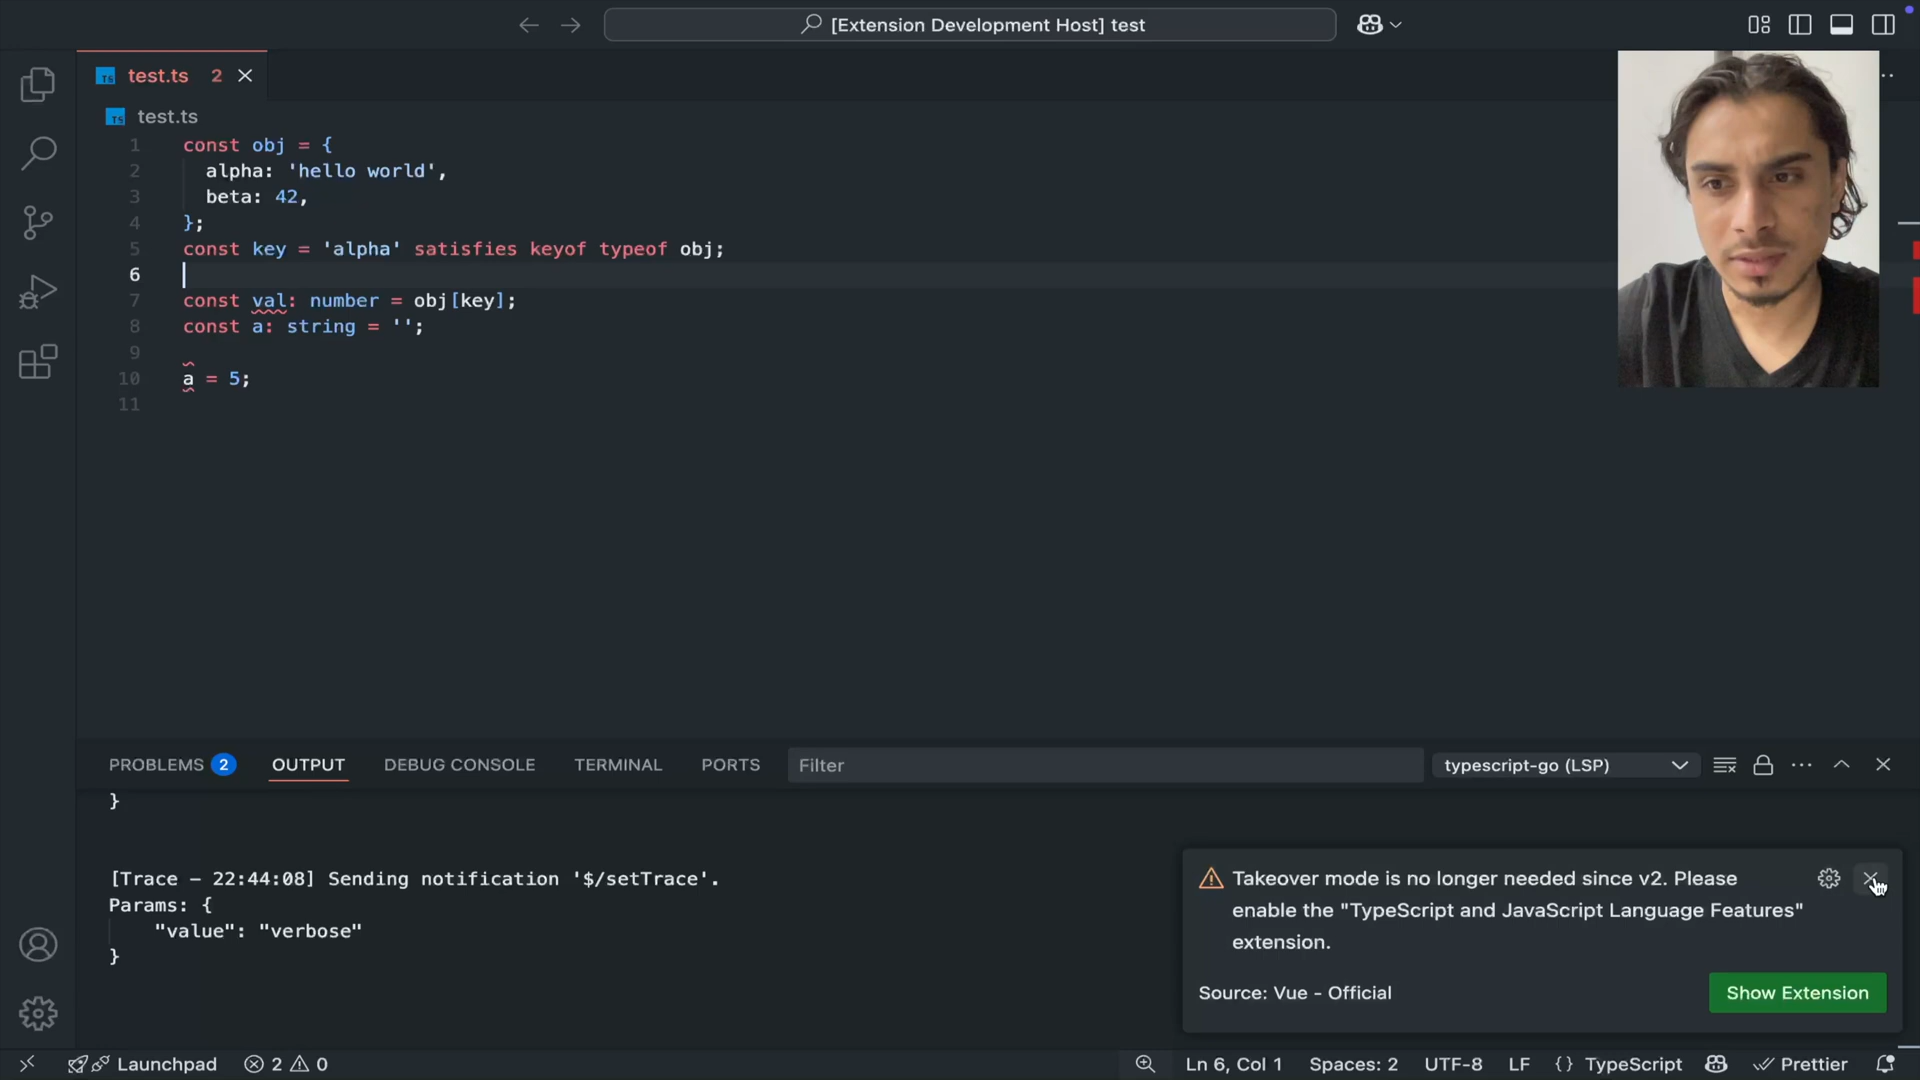 [Extension Development Host] test
test.ts 2
test.ts
1 const obj = {
2 alpha: 'hello world',
3 beta: 42,
4 };
5 const key = 'alpha' satisfies keyof typeof obj;
6
7 const val: number = obj[key];
8 const a: string = '';
9
10 a = 5;
11
PROBLEMS 2 OUTPUT DEBUG CONSOLE TERMINAL PORTS Filter typescript-go (LSP)
}
[Trace - 22:44:08] Sending notification '$/setTrace'.
Params: {
"value": "verbose"
}
Takeover mode is no longer needed since v2. Please
enable the "TypeScript and JavaScript Language Features"
extension.
Source: Vue - Official Show Extension
Launchpad 2 0 Ln 6, Col 1 Spaces: 2 UTF-8 LF {} TypeScript Prettier